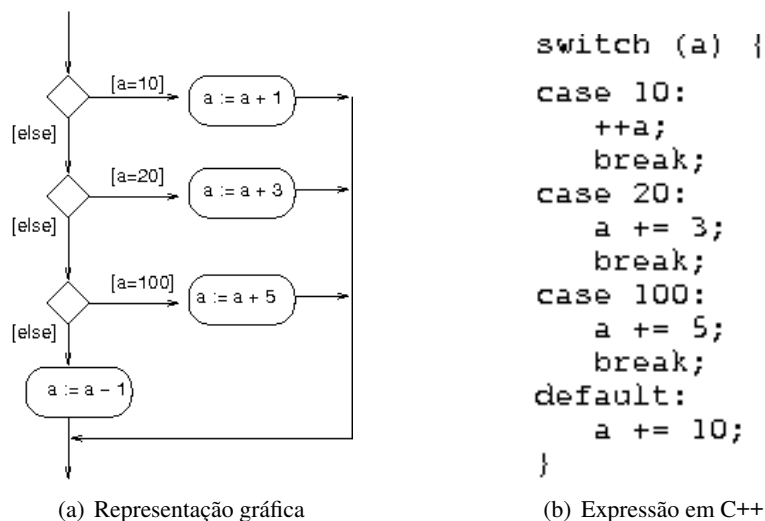 [a=10]
a := a + 1
[else]
[a=20]
a := a + 3
[else]
[a=100]
a := a + 5
[else]
a := a − 1
(a) Representação gráfica
switch (a) {
case 10:
++a;
break;
case 20:
a += 3;
break;
case 100:
a += 5;
break;
default:
a += 10;
}
(b) Expressão em C++